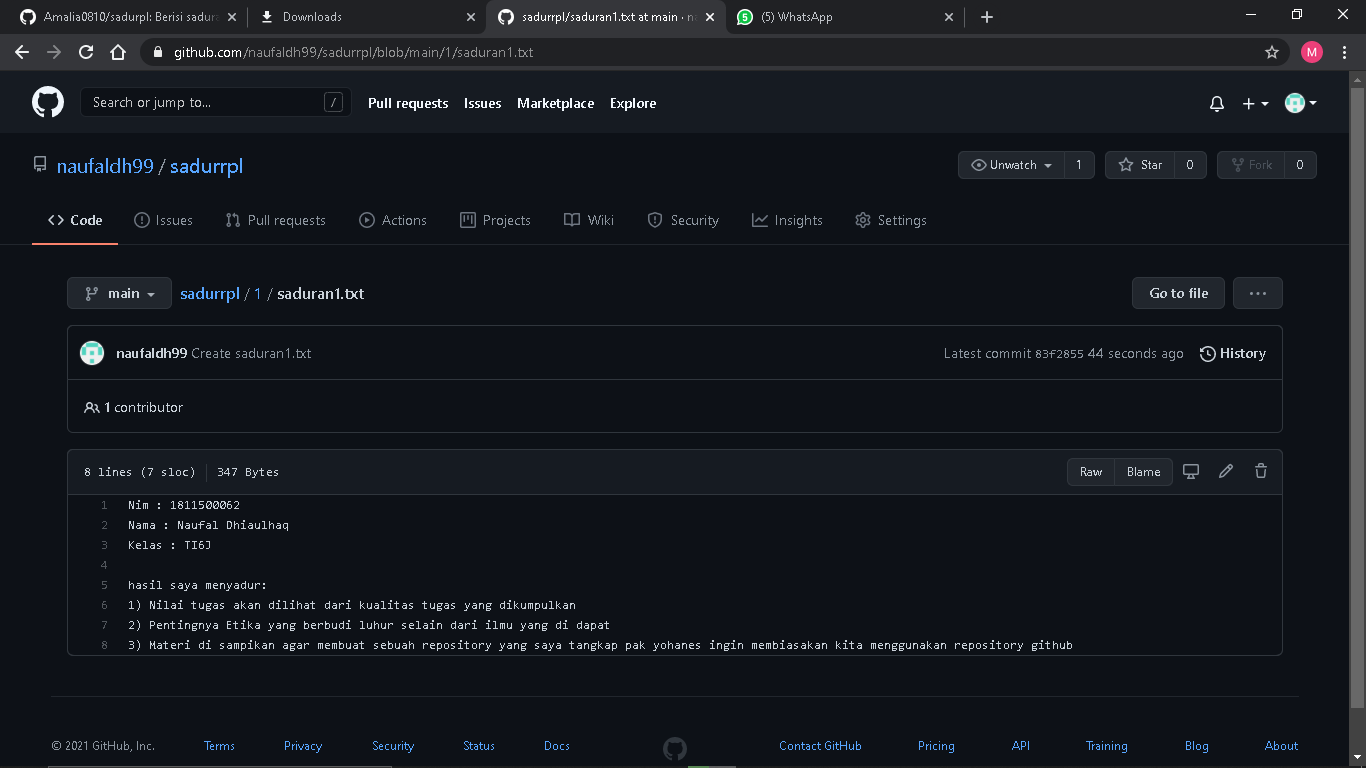 Amalia0810/sadurpl: Berisi sadura
Downloads
sadurrpl/saduran1.txt at main · na
(5) WhatsApp
github.com/naufaldh99/sadurrpl/blob/main/1/saduran1.txt
M
Search or jump to...
/
Pull requests
Issues
Marketplace
Explore
naufaldh99 / sadurrpl
Unwatch 1
Star 0
Fork 0
Code
Issues
Pull requests
Actions
Projects
Wiki
Security
Insights
Settings
main
sadurrpl / 1 / saduran1.txt
Go to file
naufaldh99 Create saduran1.txt
Latest commit 83f2855 44 seconds ago
History
1 contributor
8 lines (7 sloc)
347 Bytes
Raw
Blame
1 Nim : 1811500062
2 Nama : Naufal Dhiaulhaq
3 Kelas : TI6J
4
5 hasil saya menyadur:
6 1) Nilai tugas akan dilihat dari kualitas tugas yang dikumpulkan
7 2) Pentingnya Etika yang berbudi luhur selain dari ilmu yang di dapat
8 3) Materi di sampikan agar membuat sebuah repository yang saya tangkap pak yohanes ingin membiasakan kita menggunakan repository github
© 2021 GitHub, Inc.
Terms
Privacy
Security
Status
Docs
Contact GitHub
Pricing
API
Training
Blog
About